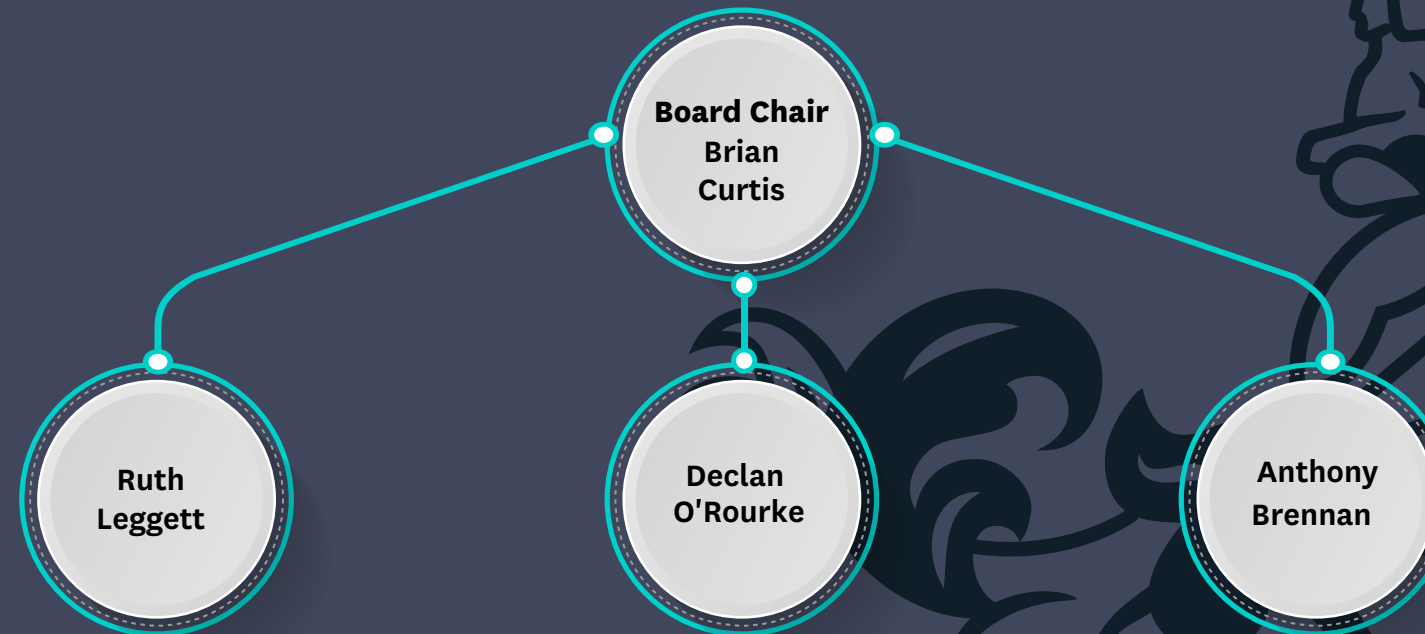 Board Chair
Brian
Curtis
Ruth
Leggett
Declan
O'Rourke
Anthony
Brennan